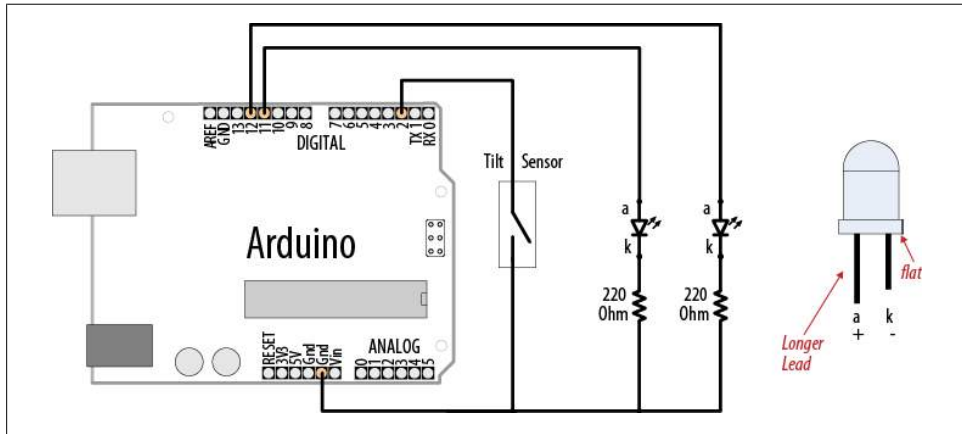 AREF
GND
13
12
11
10
9
8
7
6
5
4
3
2
TX 1
RX 0
DIGITAL
Tilt Sensor
a
k
220
Ohm
a
k
220
Ohm
Arduino
RESET
3V3
5V
Gnd
Gnd
Vin
ANALOG
0
1
2
3
4
5
flat
a
+
k
-
Longer
Lead